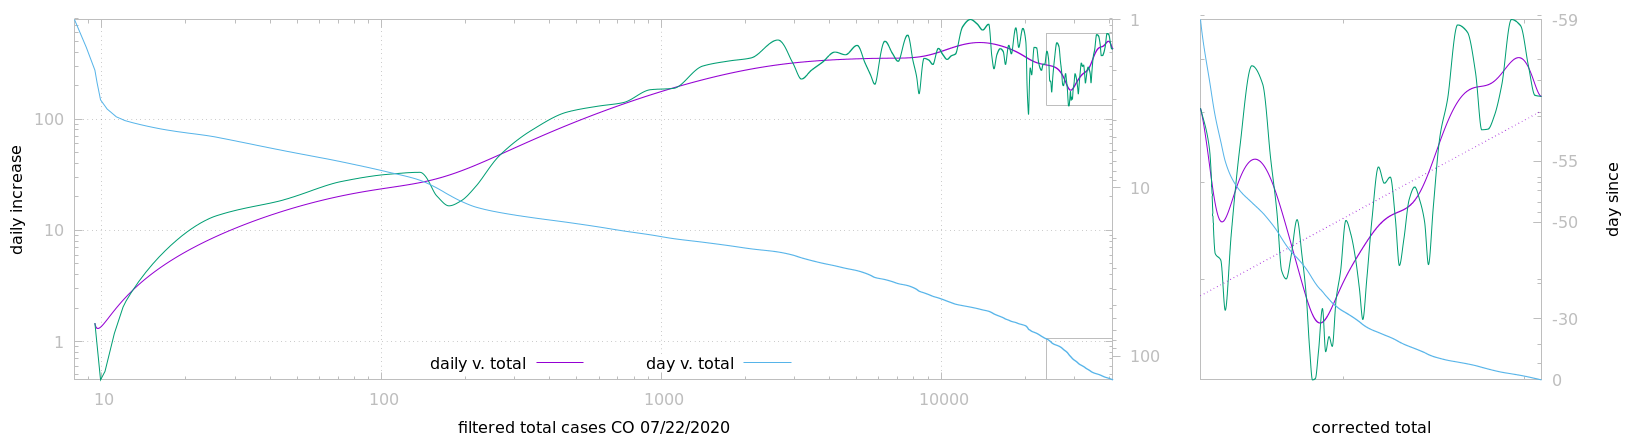 daily increase
100
10
1
daily v. total
day v. total
10
100
1000
10000
filtered total cases CO 07/22/2020
1
10
100
-59
-55
-50
-30
0
day since
corrected total